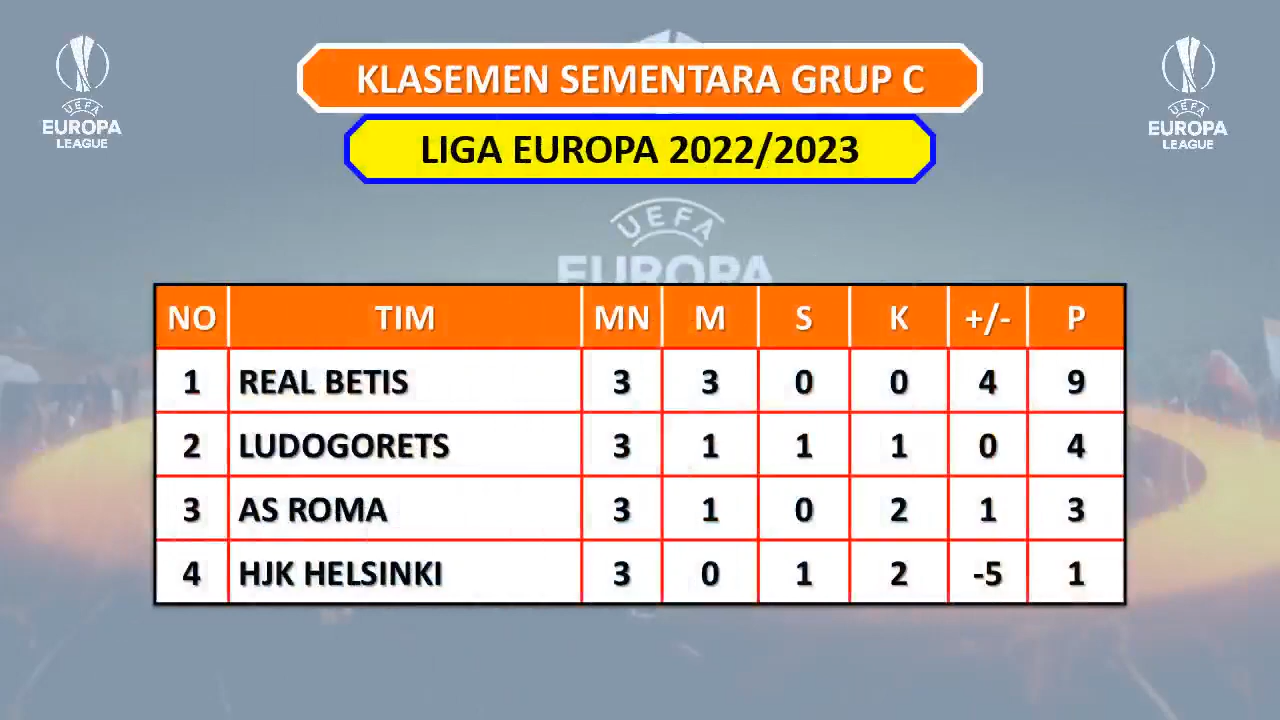 UEFA
EUROPA
LEAGUE
KLASEMEN SEMENTARA GRUP C
LIGA EUROPA 2022/2023
UEFA
EUROPA
LEAGUE
UEFA
EUROPA
NO TIM MN M S K +/- P
1 REAL BETIS 3 3 0 0 4 9
2 LUDOGORETS 3 1 1 1 0 4
3 AS ROMA 3 1 0 2 1 3
4 HJK HELSINKI 3 0 1 2 -5 1